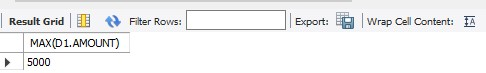 Result Grid Filter Rows: Export: Wrap Cell Content:
MAX(D1.AMOUNT)
5000